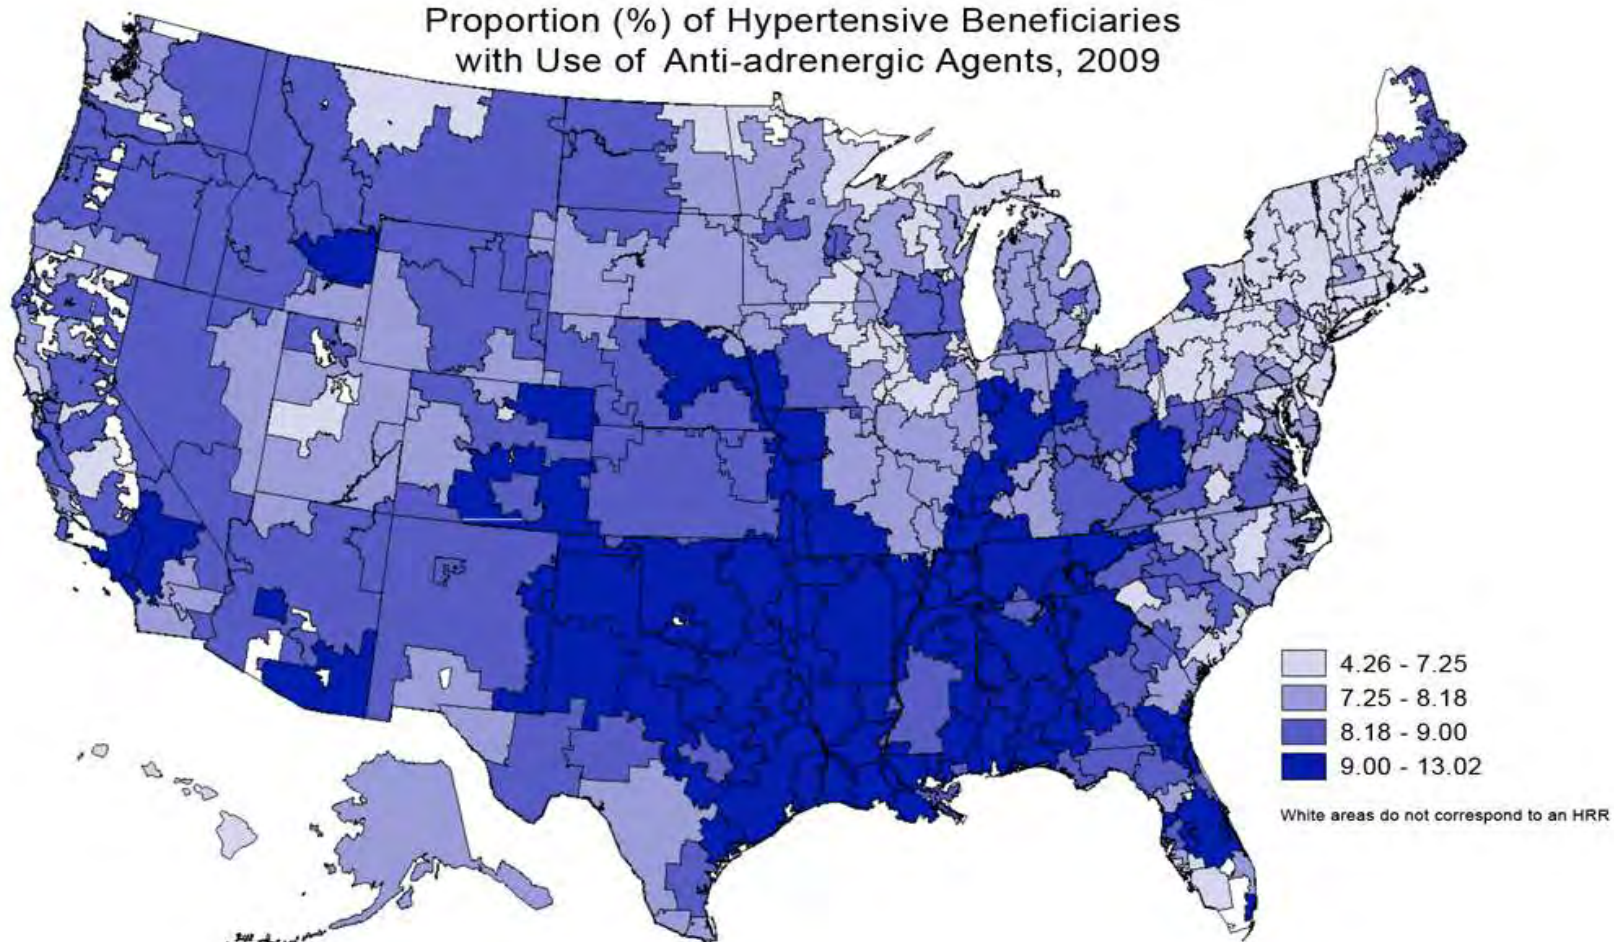 Proportion (%) of Hypertensive Beneficiaries
with Use of Anti-adrenergic Agents, 2009
4.26 - 7.25
7.25 - 8.18
8.18 - 9.00
9.00 - 13.02
White areas do not correspond to an HRR